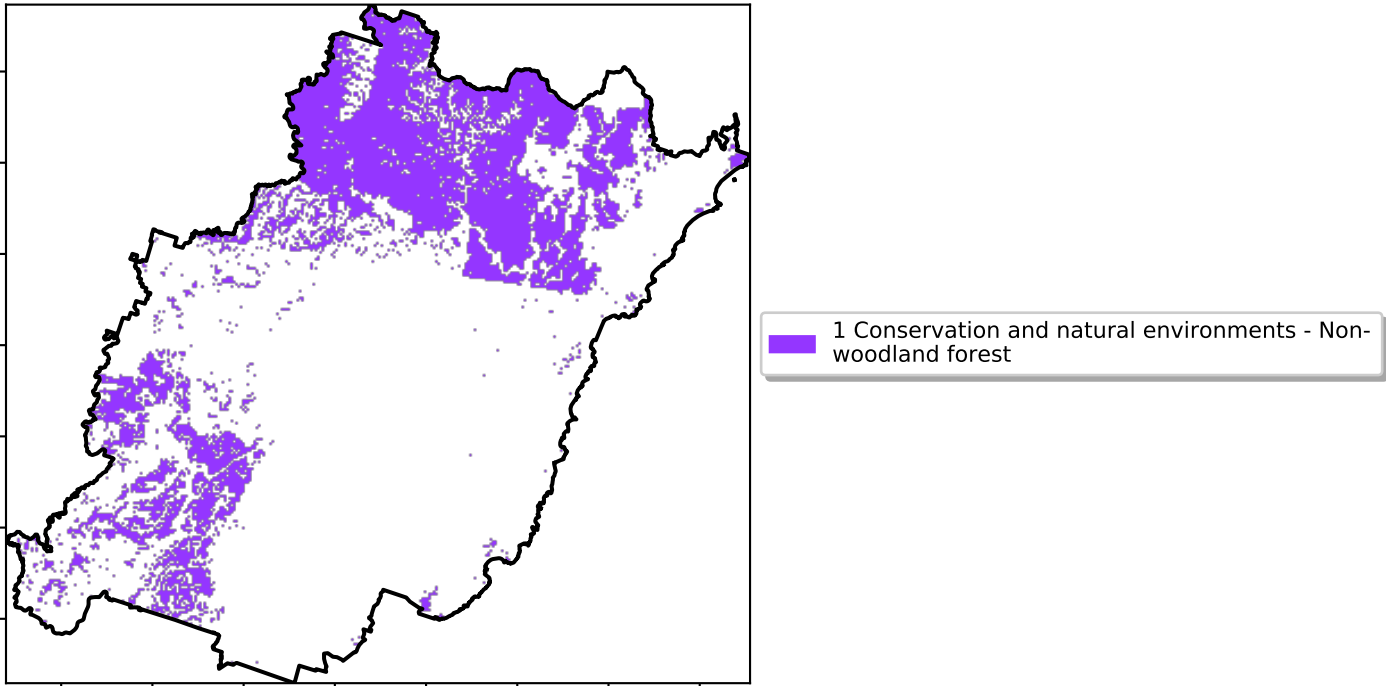 1 Conservation and natural environments - Non-
woodland forest